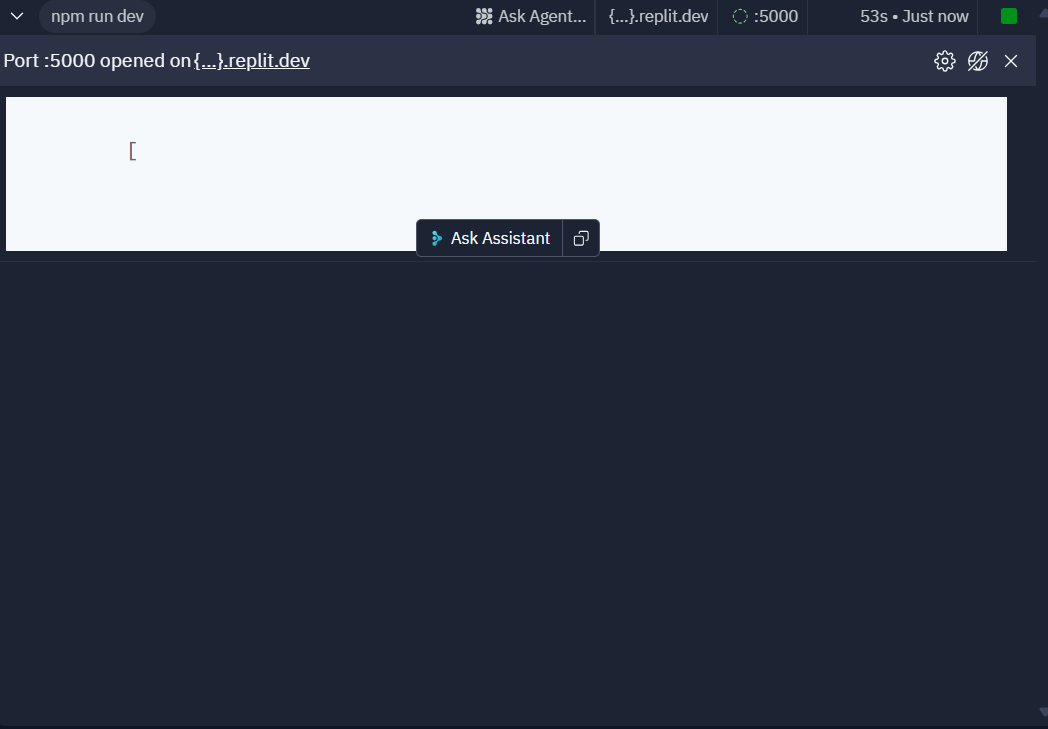 npm run dev Ask Agent... {...}.replit.dev :5000 53s • Just now
Port :5000 opened on {...}.replit.dev
[
Ask Assistant